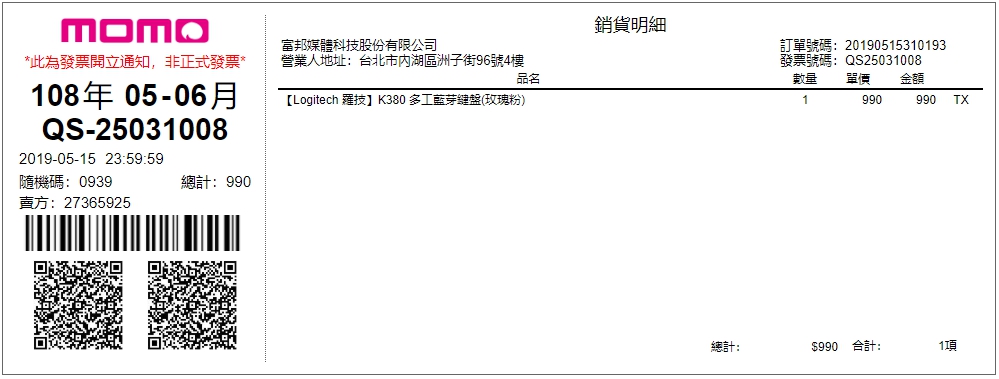 momo
*此為發票開立通知，非正式發票*
108年 05-06月
QS-25031008
2019-05-15 23:59:59
隨機碼：0939 總計：990
賣方：27365925
銷貨明細
富邦媒體科技股份有限公司 訂單號碼：20190515310193
營業人地址：台北市內湖區洲子街96號4樓 發票號碼：QS25031008
品名 數量 單價 金額
【Logitech 羅技】K380 多工藍芽鍵盤(玫瑰粉) 1 990 990 TX
總計： $990 合計： 1項